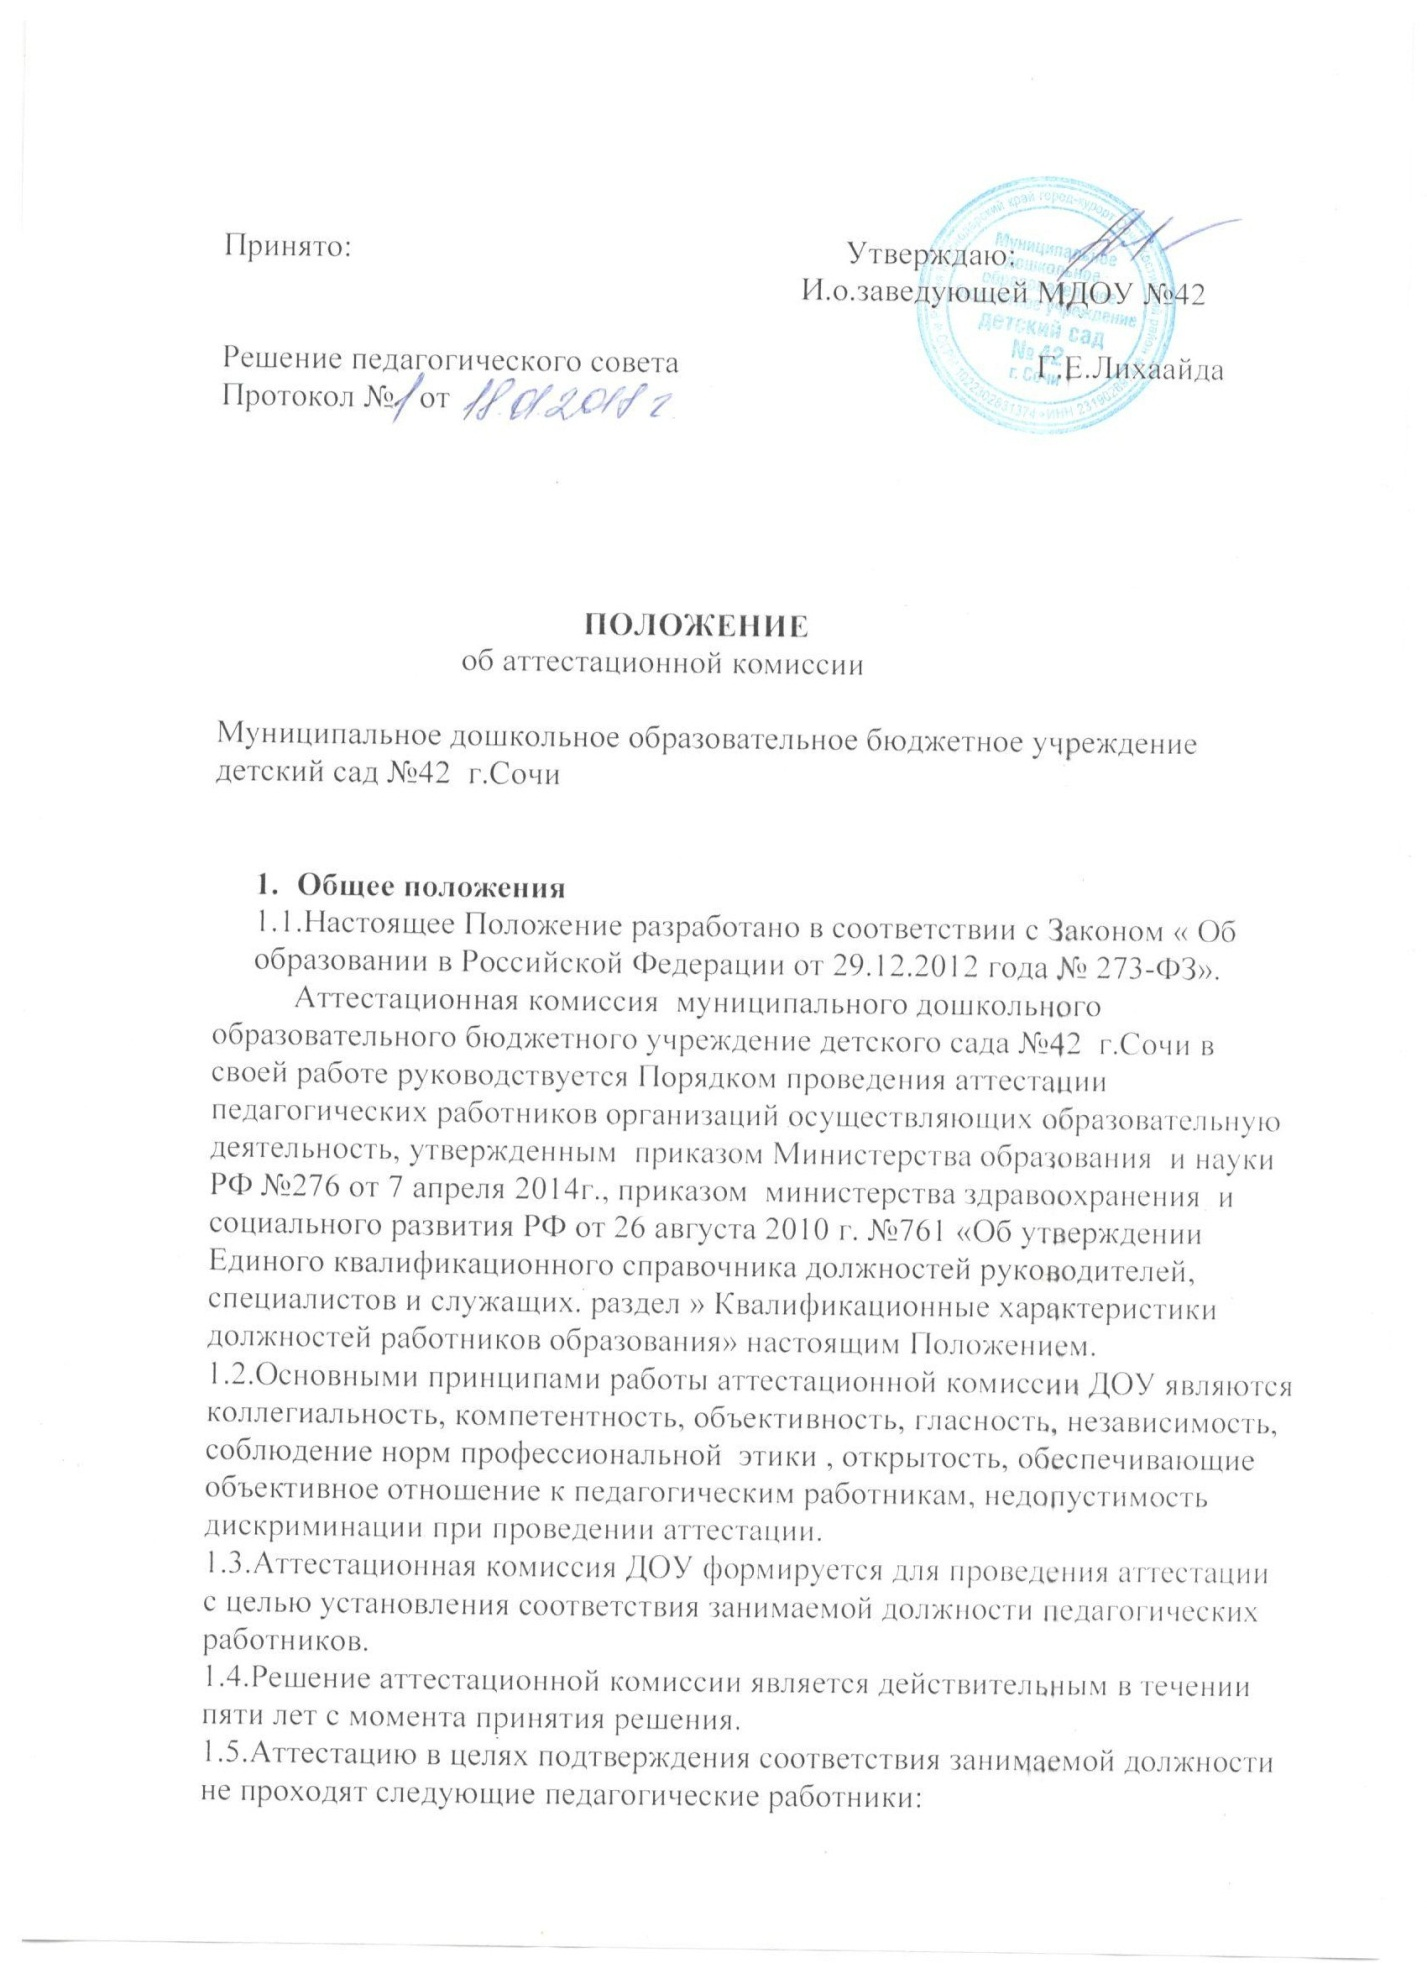 Принято:
Утверждаю:
И.о.заведующей МДОУ №42
Решение педагогического совета
Г.Е.Лихаайда
Протокол №1 от 18.01.2018 г.
Муниципальное
дошкольное
учреждение
детский сад
№ 42
г. Сочи
ПОЛОЖЕНИЕ
об аттестационной комиссии
Муниципальное дошкольное образовательное бюджетное учреждение
детский сад №42 г.Сочи
1. Общее положения
1.1.Настоящее Положение разработано в соответствии с Законом « Об
образовании в Российской Федерации от 29.12.2012 года № 273-ФЗ».
Аттестационная комиссия муниципального дошкольного
образовательного бюджетного учреждение детского сада №42 г.Сочи в
своей работе руководствуется Порядком проведения аттестации
педагогических работников организаций осуществляющих образовательную
деятельность, утвержденным приказом Министерства образования и науки
РФ №276 от 7 апреля 2014г., приказом министерства здравоохранения и
социального развития РФ от 26 августа 2010 г. №761 «Об утверждении
Единого квалификационного справочника должностей руководителей,
специалистов и служащих. раздел » Квалификационные характеристики
должностей работников образования» настоящим Положением.
1.2.Основными принципами работы аттестационной комиссии ДОУ являются
коллегиальность, компетентность, объективность, гласность, независимость,
соблюдение норм профессиональной этики , открытость, обеспечивающие
объективное отношение к педагогическим работникам, недопустимость
дискриминации при проведении аттестации.
1.3.Аттестационная комиссия ДОУ формируется для проведения аттестации
с целью установления соответствия занимаемой должности педагогических
работников.
1.4.Решение аттестационной комиссии является действительным в течении
пяти лет с момента принятия решения.
1.5.Аттестацию в целях подтверждения соответствия занимаемой должности
не проходят следующие педагогические работники: